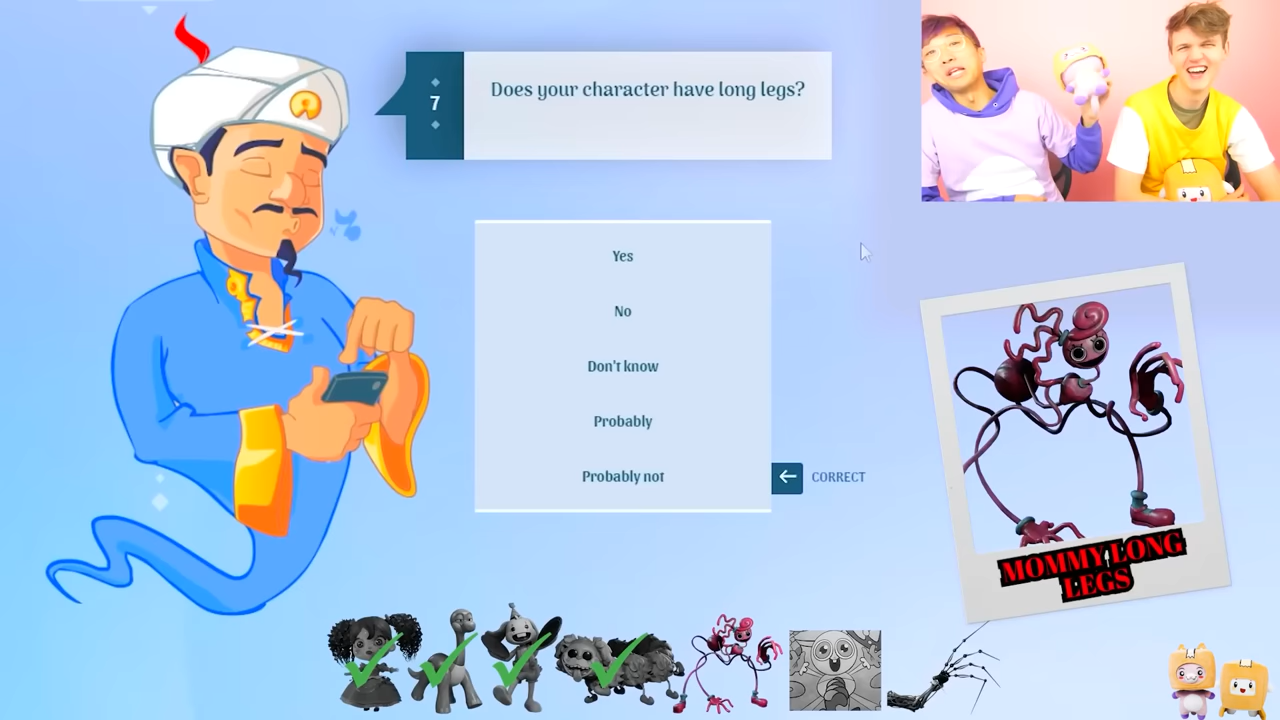 7
Does your character have long legs?
Yes
No
Don't know
Probably
Probably not
CORRECT
MOMMY LONG
LEGS